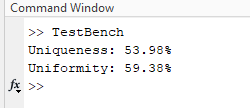 Command Window
>> TestBench
Uniqueness: 53.98%
Uniformity: 59.38%
fx >>